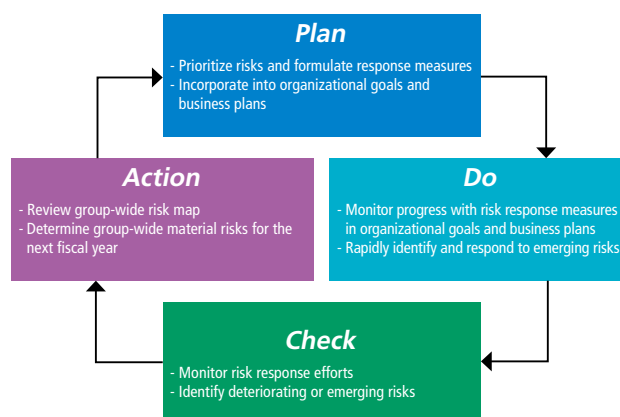 Plan
- Prioritize risks and formulate response measures
- Incorporate into organizational goals and
business plans
Action
- Review group-wide risk map
- Determine group-wide material risks for the
next fiscal year
Do
- Monitor progress with risk response measures
in organizational goals and business plans
- Rapidly identify and respond to emerging risks
Check
- Monitor risk response efforts
- Identify deteriorating or emerging risks